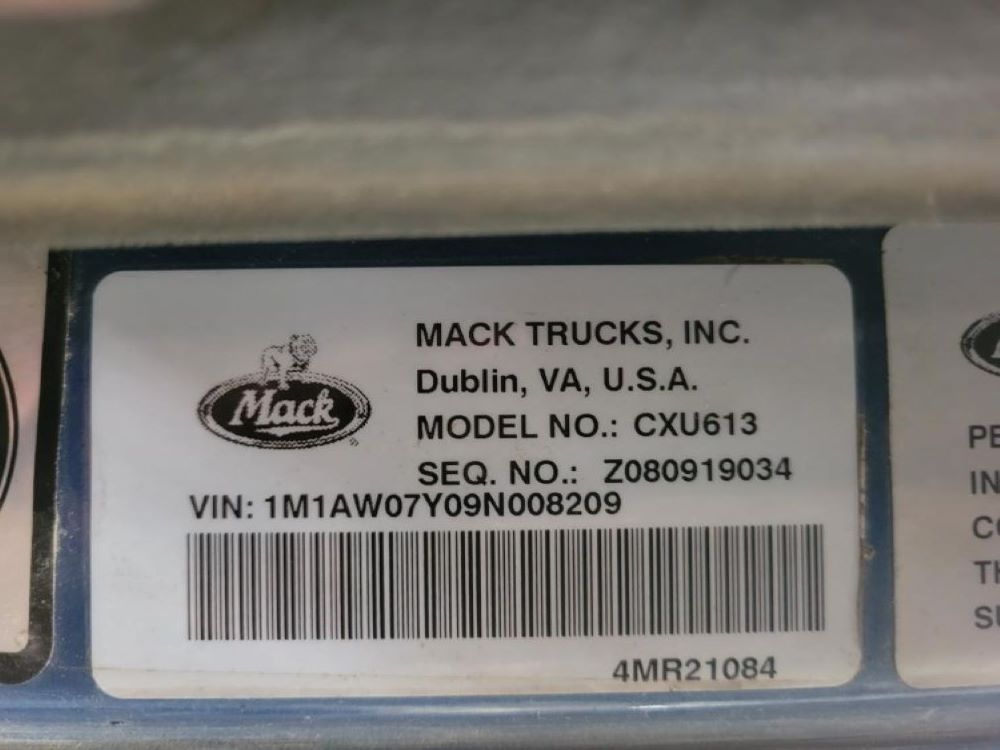 Mack
MACK TRUCKS, INC.
Dublin, VA, U.S.A.
MODEL NO.: CXU613
SEQ. NO.: Z080919034
VIN: 1M1AW07Y09N008209
4MR21084